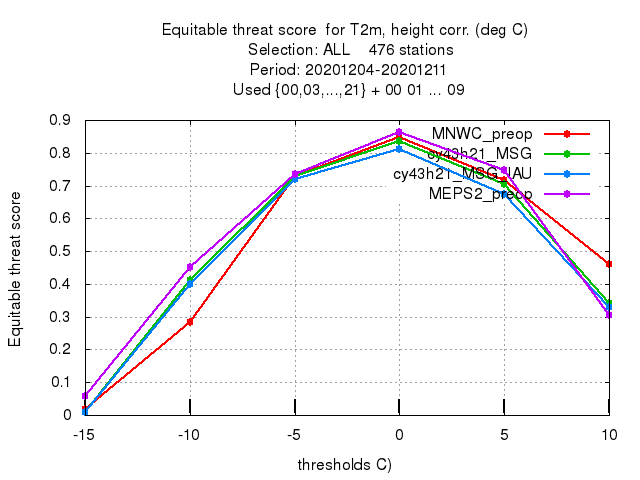 Equitable threat score for T2m, height corr. (deg C)
Selection: ALL 476 stations
Period: 20201204-20201211
Used {00,03,...,21} + 00 01 ... 09
Equitable threat score
0.9
0.8
0.7
0.6
0.5
0.4
0.3
0.2
0.1
0
MNWC_preop
cy43h21_MSG
cy43h21_MSG_IAU
MEPS2_preop
-15 -10 -5 0 5 10
thresholds C)